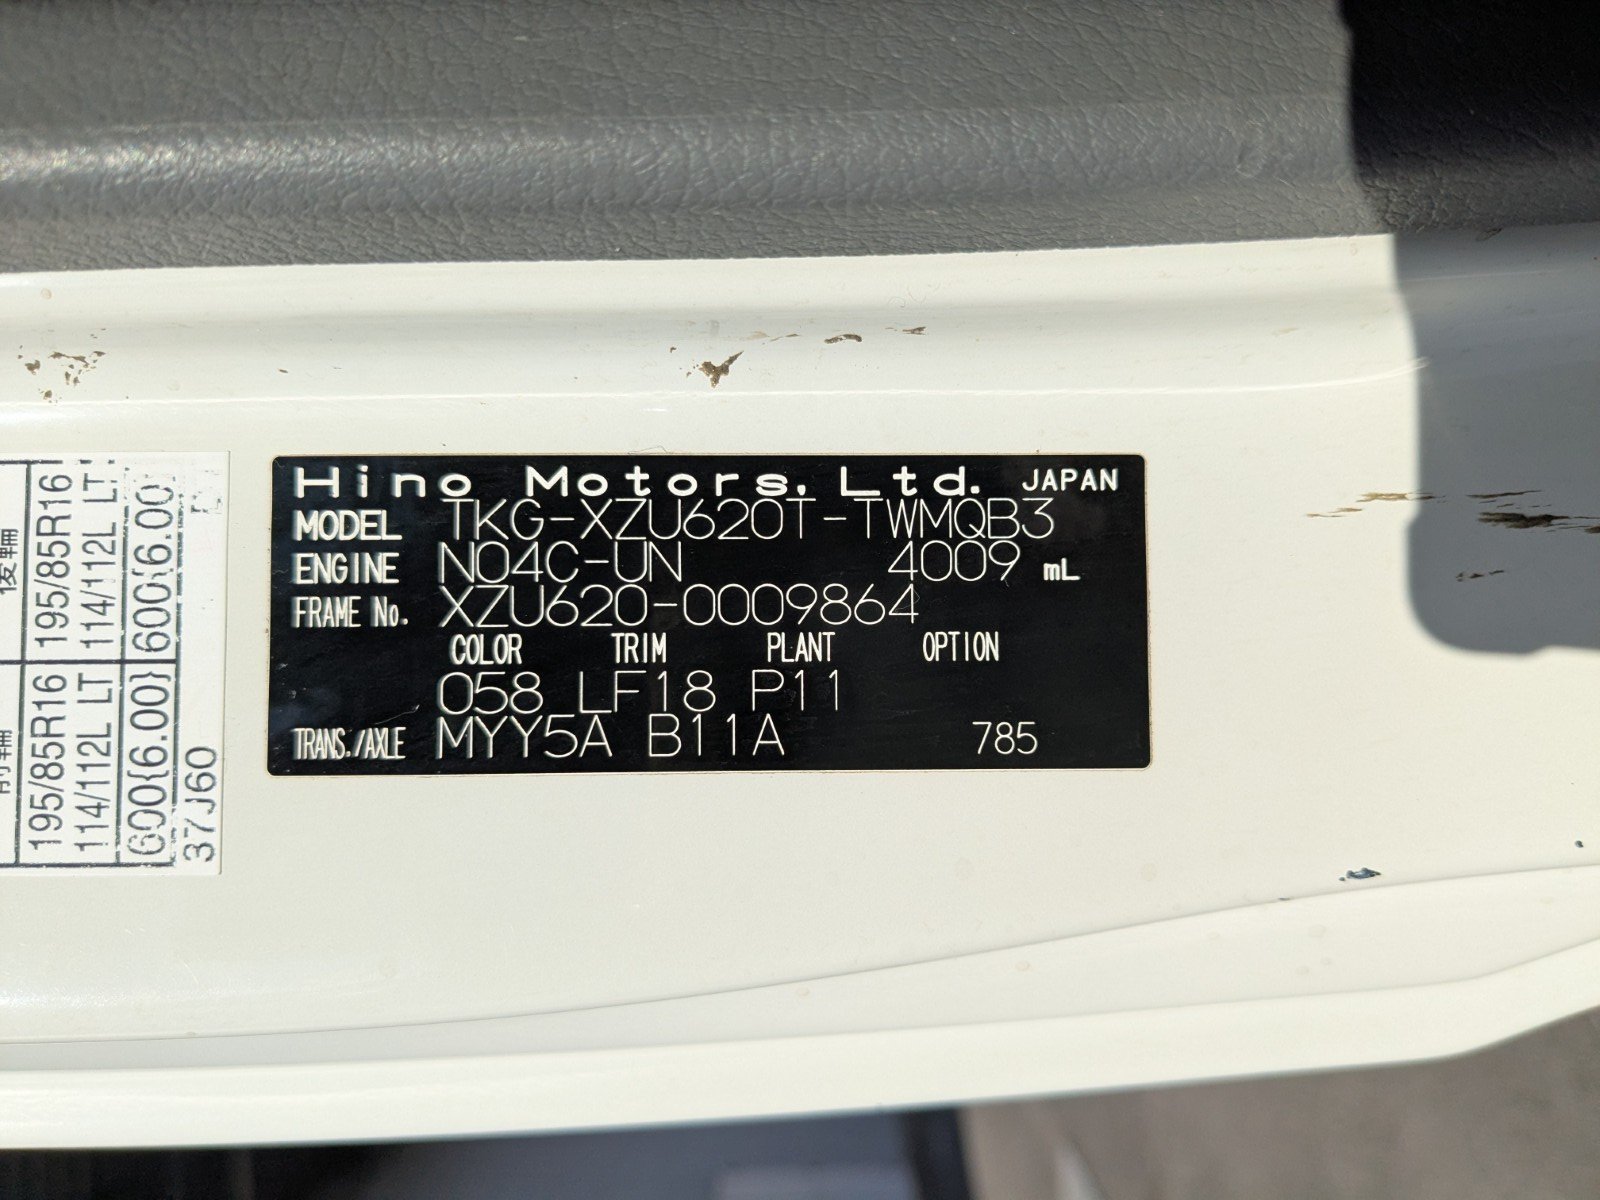 Hino Motors, Ltd. JAPAN
MODEL TKG-XZU620T-TWMQB3
ENGINE N04C-UN 4009 mL
FRAME No. XZU620-0009864
COLOR TRIM PLANT OPTION
058 LF18 P11
TRANS./AXLE MYY5A B11A 785
前輪 後輪
195/85R16 195/85R16
114/112L LT 114/112L LT
600{6.00} 600{6.00}
37J60